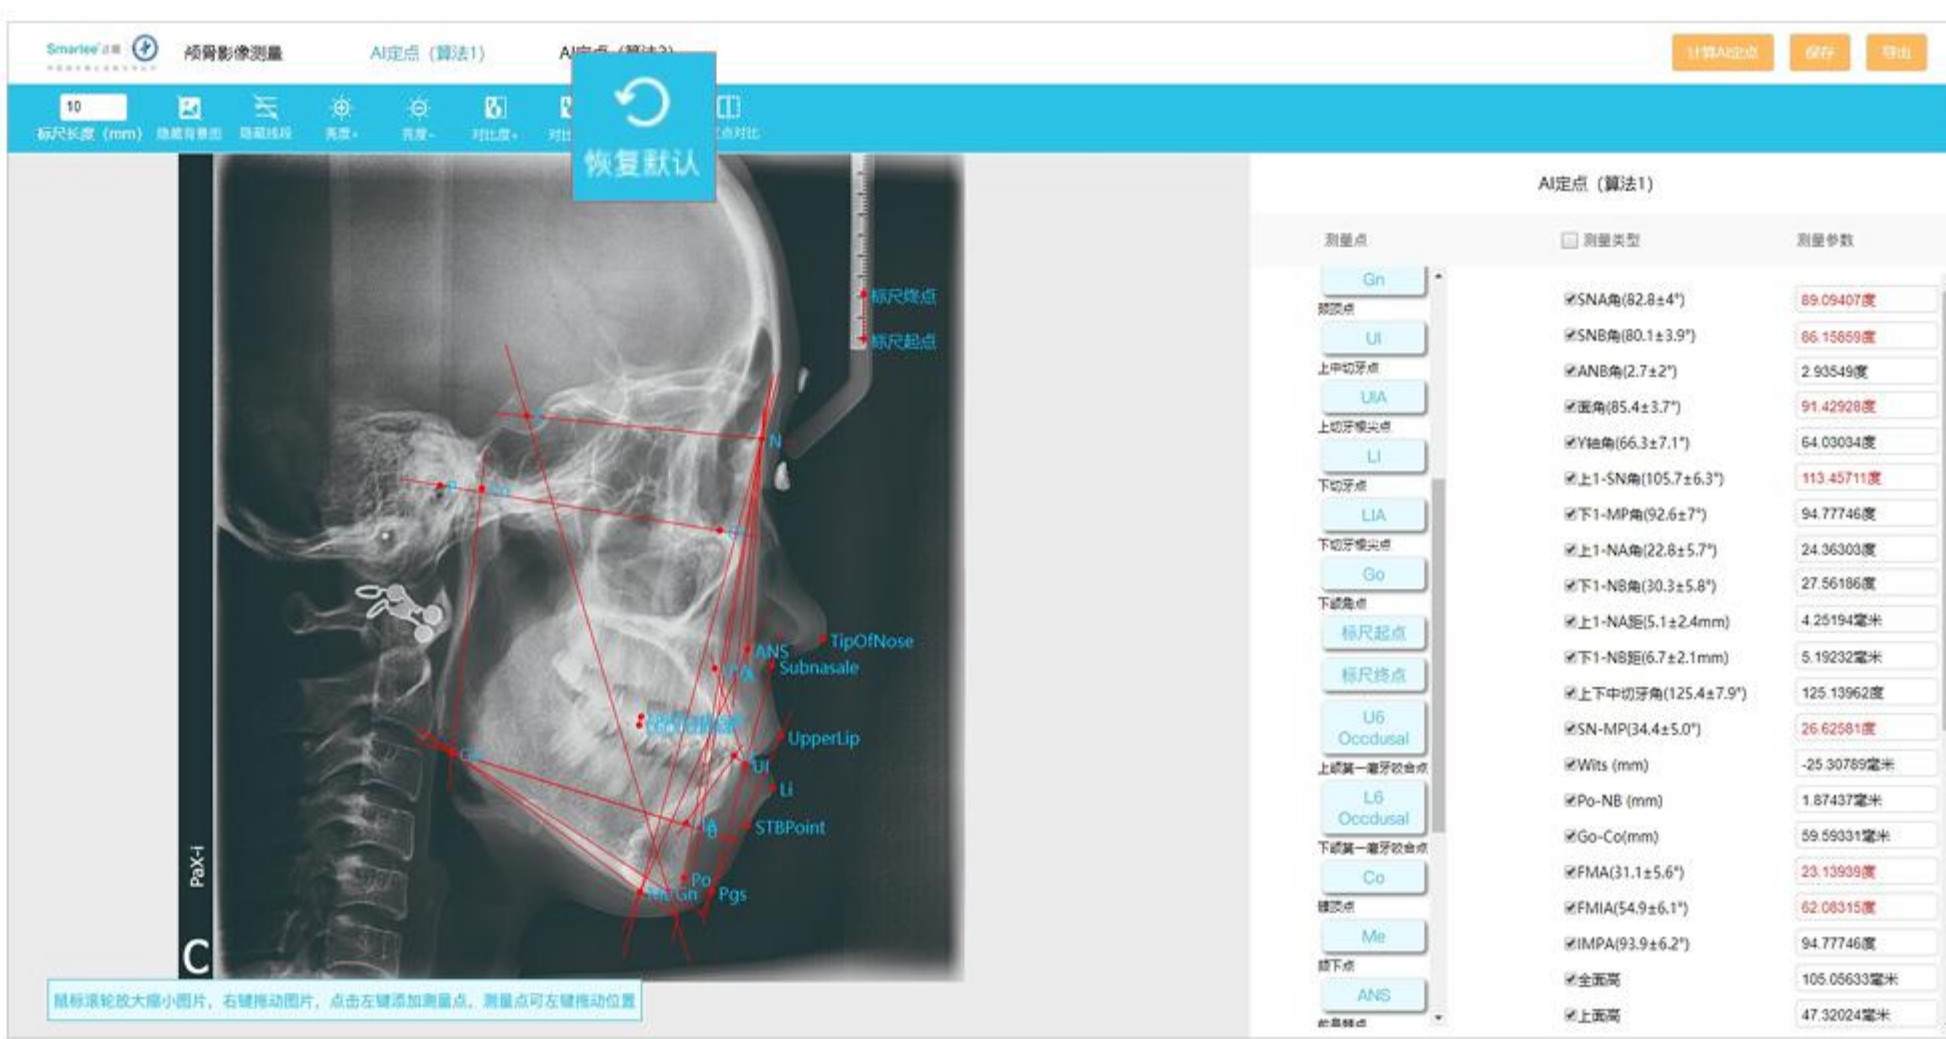 Smartee
颅骨影像测量
AI定点（算法1）
计算AI定点
保存
导出
10
标尺长度（mm）
隐藏背景图
隐藏线段
亮度+
亮度-
对比度+
恢复默认
点对比
标尺终点
标尺起点
N
ANS
TipOfNose
Subnasale
UpperLip
UI
Li
STBPoint
Po
Me
Gn
Pgs
PaX-i
C
鼠标滚轮放大缩小图片，右键拖动图片，点击左键添加测量点，测量点可左键拖动位置
AI定点（算法1）
测量点
测量类型
测量参数
Gn
颏顶点
UI
上中切牙点
UIA
上切牙根尖点
LI
下切牙点
LIA
下切牙根尖点
Go
下颌角点
标尺起点
标尺终点
U6
Occdusal
上颌第一磨牙咬合点
L6
Occdusal
下颌第一磨牙咬合点
Co
髁顶点
Me
颏下点
ANS
SNA角(82.8±4°) 89.09407度
SNB角(80.1±3.9°) 86.15859度
ANB角(2.7±2°) 2.93549度
面角(85.4±3.7°) 91.42928度
Y轴角(66.3±7.1°) 64.03034度
上1-SN角(105.7±6.3°) 113.45711度
下1-MP角(92.6±7°) 94.77746度
上1-NA角(22.8±5.7°) 24.36303度
下1-NB角(30.3±5.8°) 27.56186度
上1-NA距(5.1±2.4mm) 4.25194毫米
下1-NB距(6.7±2.1mm) 5.19232毫米
上下中切牙角(125.4±7.9°) 125.13962度
SN-MP(34.4±5.0°) 26.62581度
Wits (mm) -25.30789毫米
Po-NB (mm) 1.87437毫米
Go-Co(mm) 59.59331毫米
FMA(31.1±5.6°) 23.13939度
FMIA(54.9±6.1°) 62.08315度
IMPA(93.9±6.2°) 94.77746度
全面高 105.05633毫米
上面高 47.32024毫米